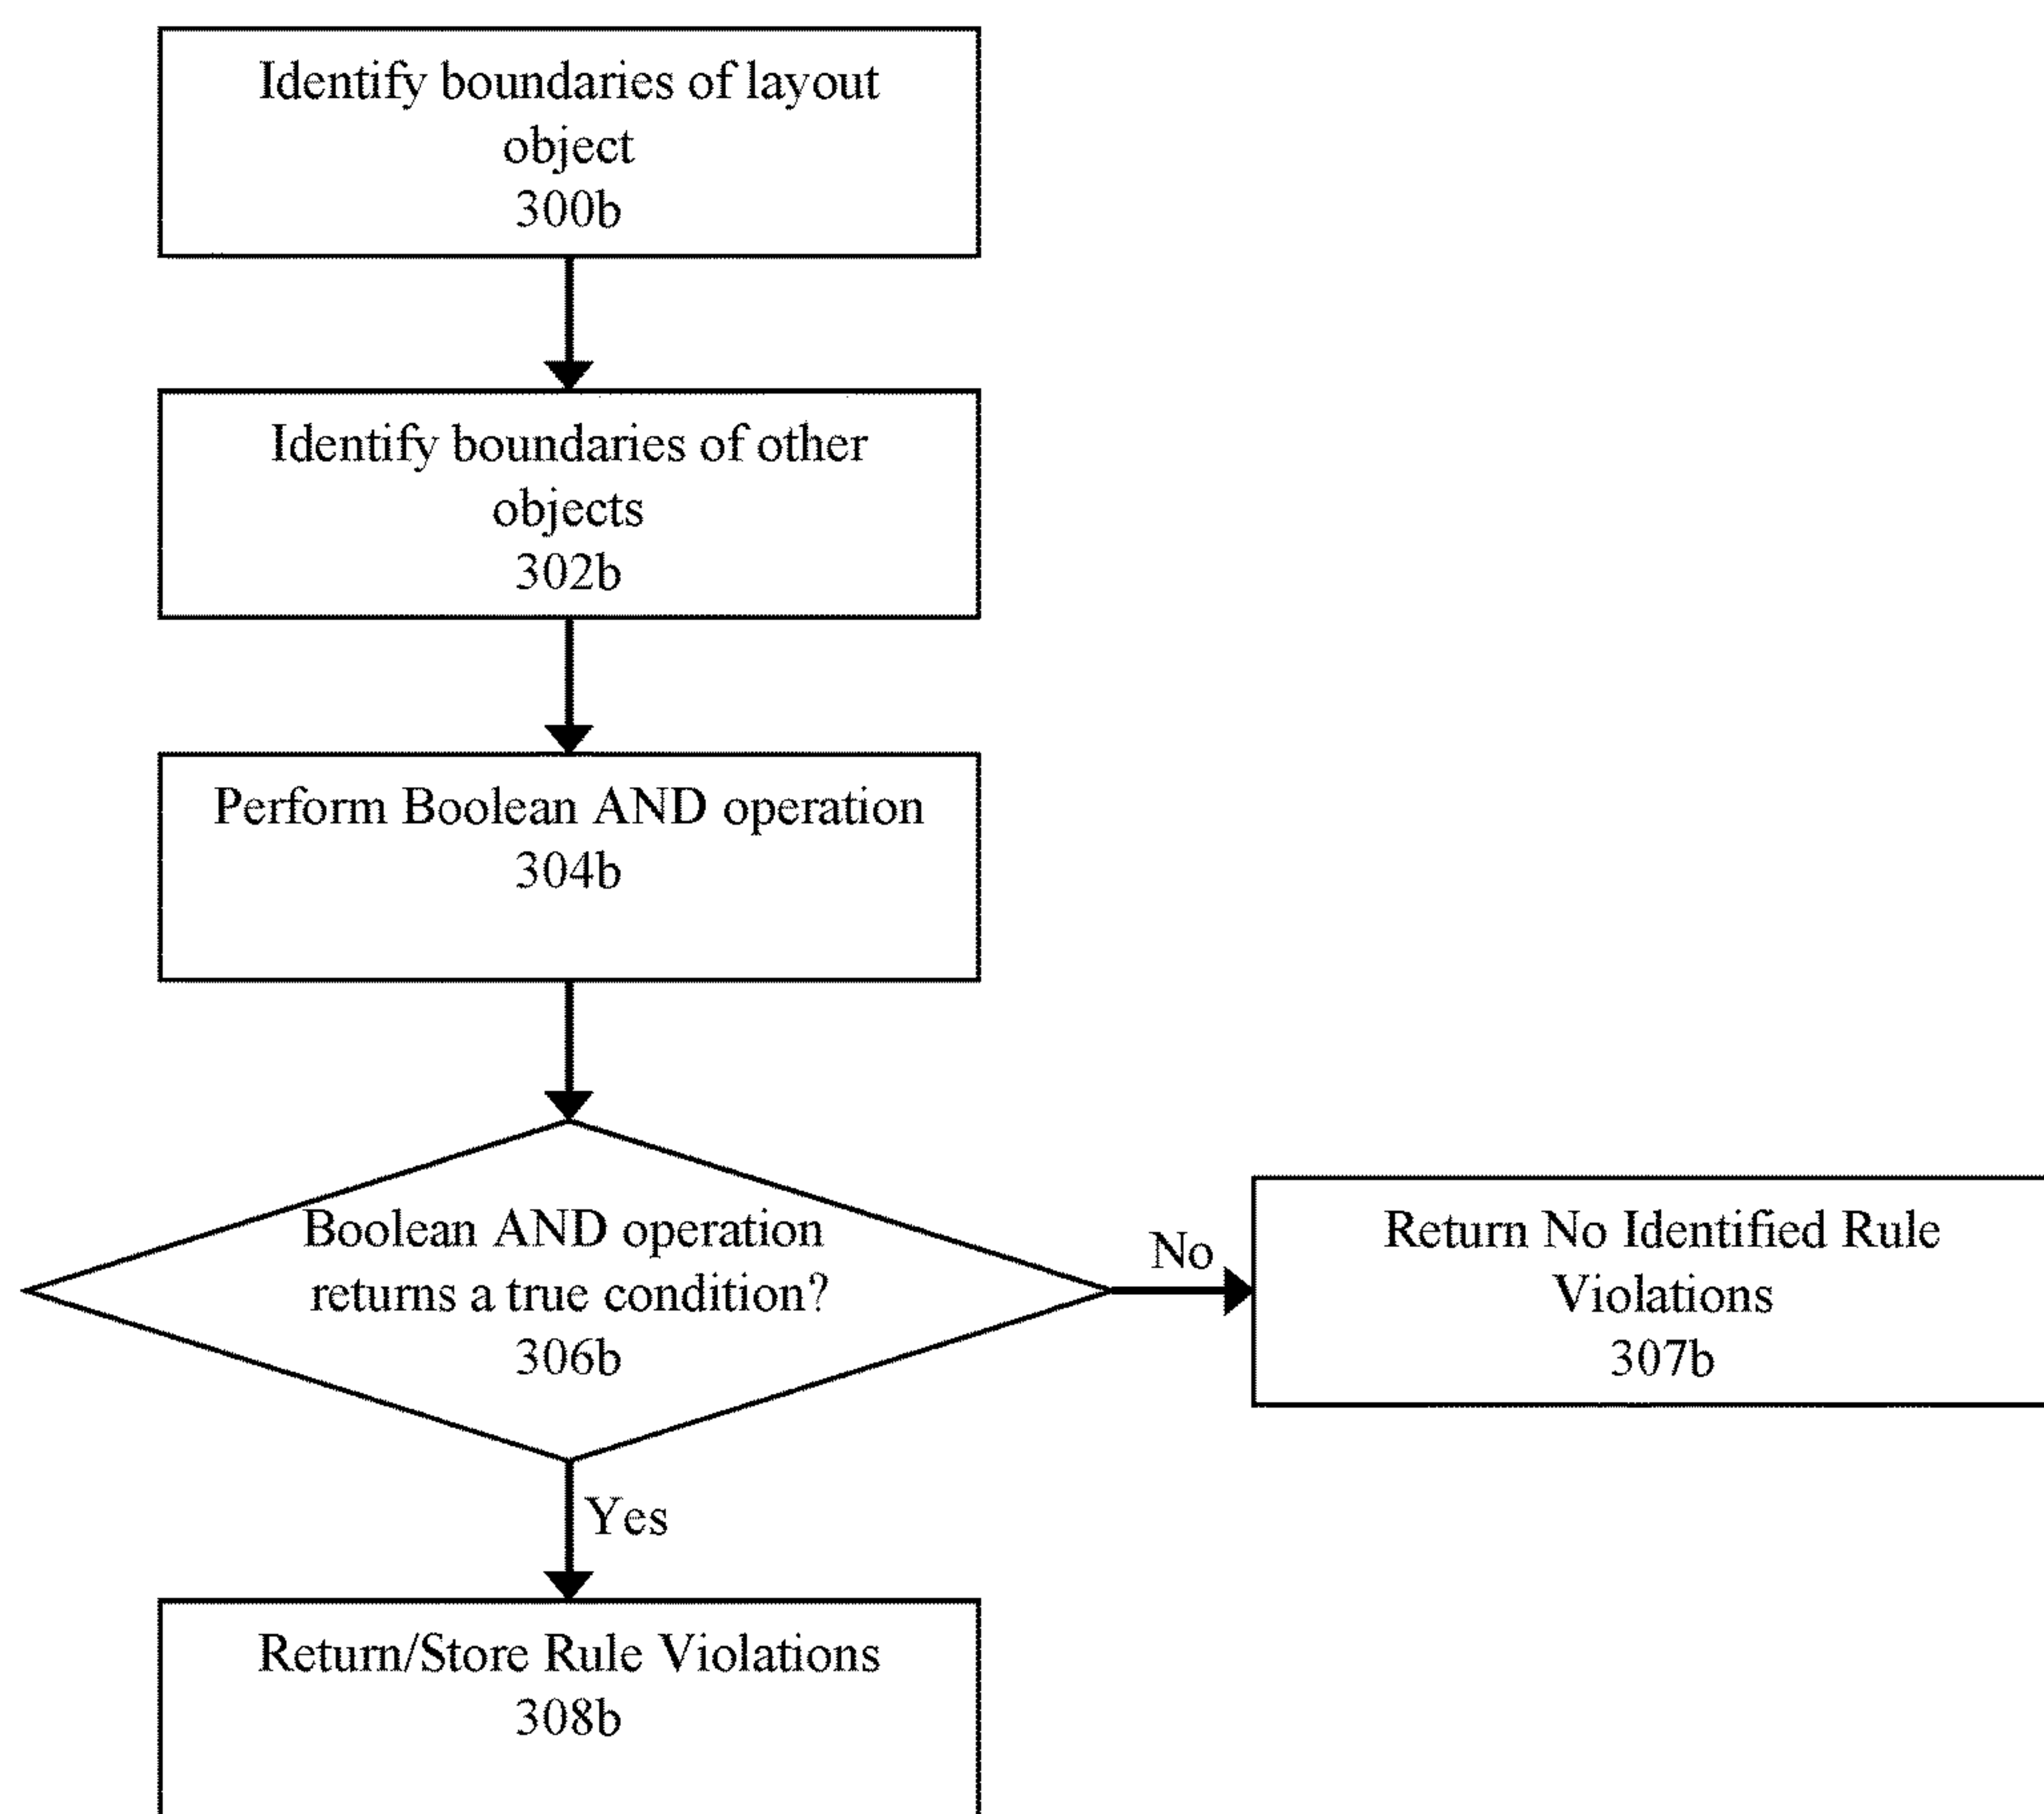 Identify boundaries of layout
object
300b
Identify boundaries of other
objects
302b
Perform Boolean AND operation
304b
Boolean AND operation
returns a true condition?
306b
No
Return No Identified Rule
Violations
307b
Yes
Return/Store Rule Violations
308b